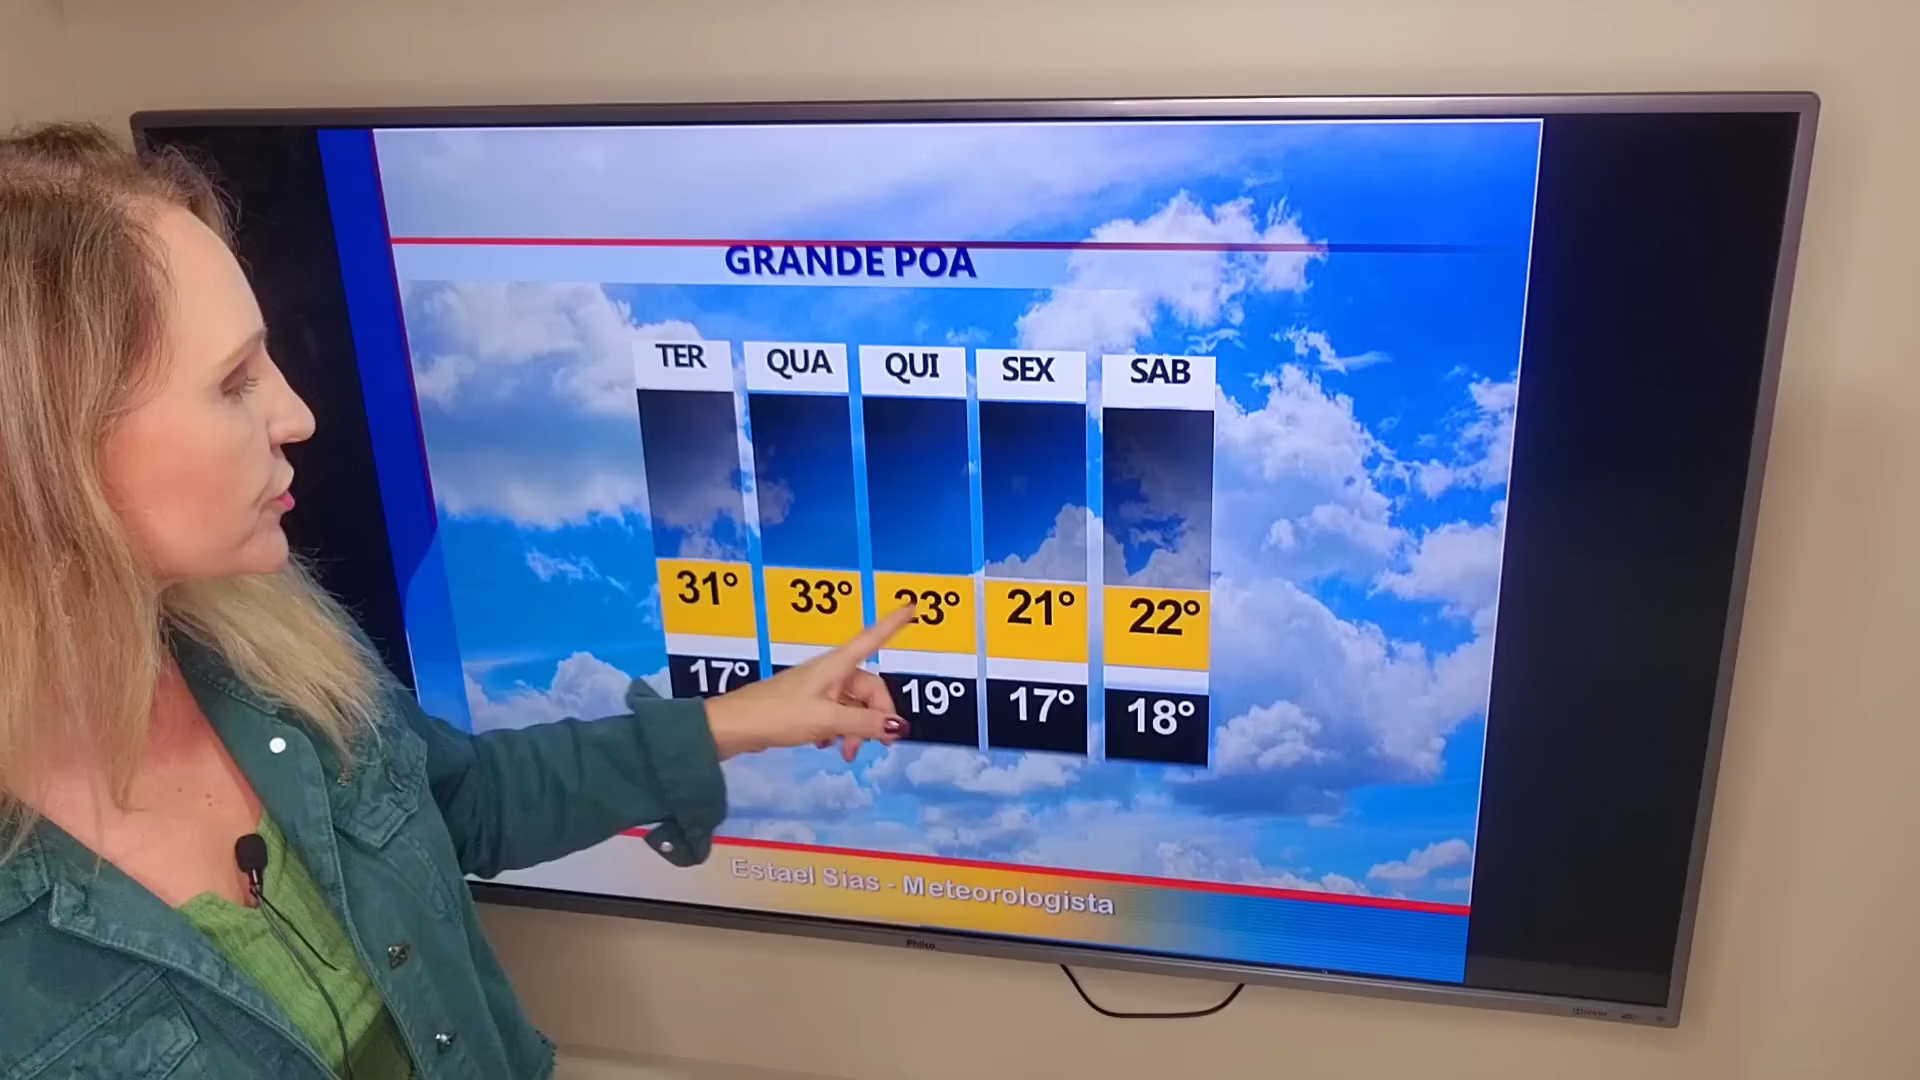 GRANDE POA
TER QUA QUI SEX SAB
31° 33° 23° 21° 22°
17° 19° 17° 18°
Estael Sias - Meteorologista
Philco